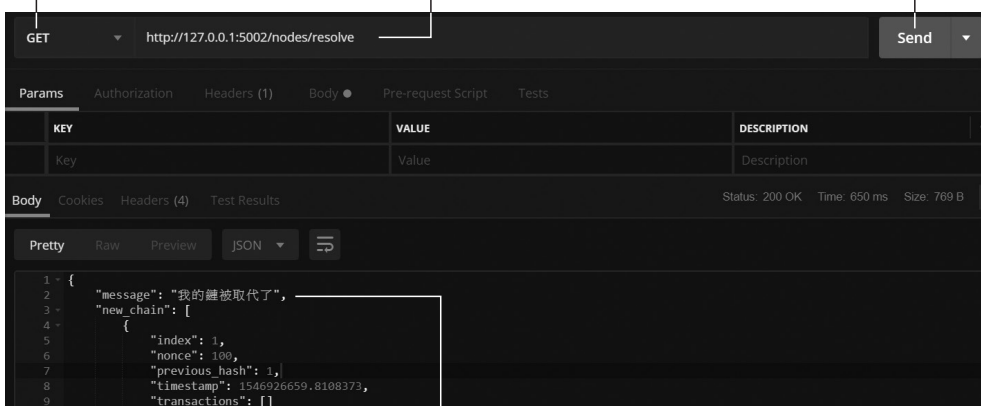 GET http://127.0.0.1:5002/nodes/resolve Send
Params Authorization Headers (1) Body Pre-request Script Tests
KEY VALUE DESCRIPTION
Key Value Description
Body Cookies Headers (4) Test Results Status: 200 OK Time: 650 ms Size: 769 B
Pretty Raw Preview JSON
1 {
2 "message": "我的鏈被取代了",
3 "new_chain": [
4 {
5 "index": 1,
6 "nonce": 100,
7 "previous_hash": 1,
8 "timestamp": 1546926659.8108373,
9 "transactions": []